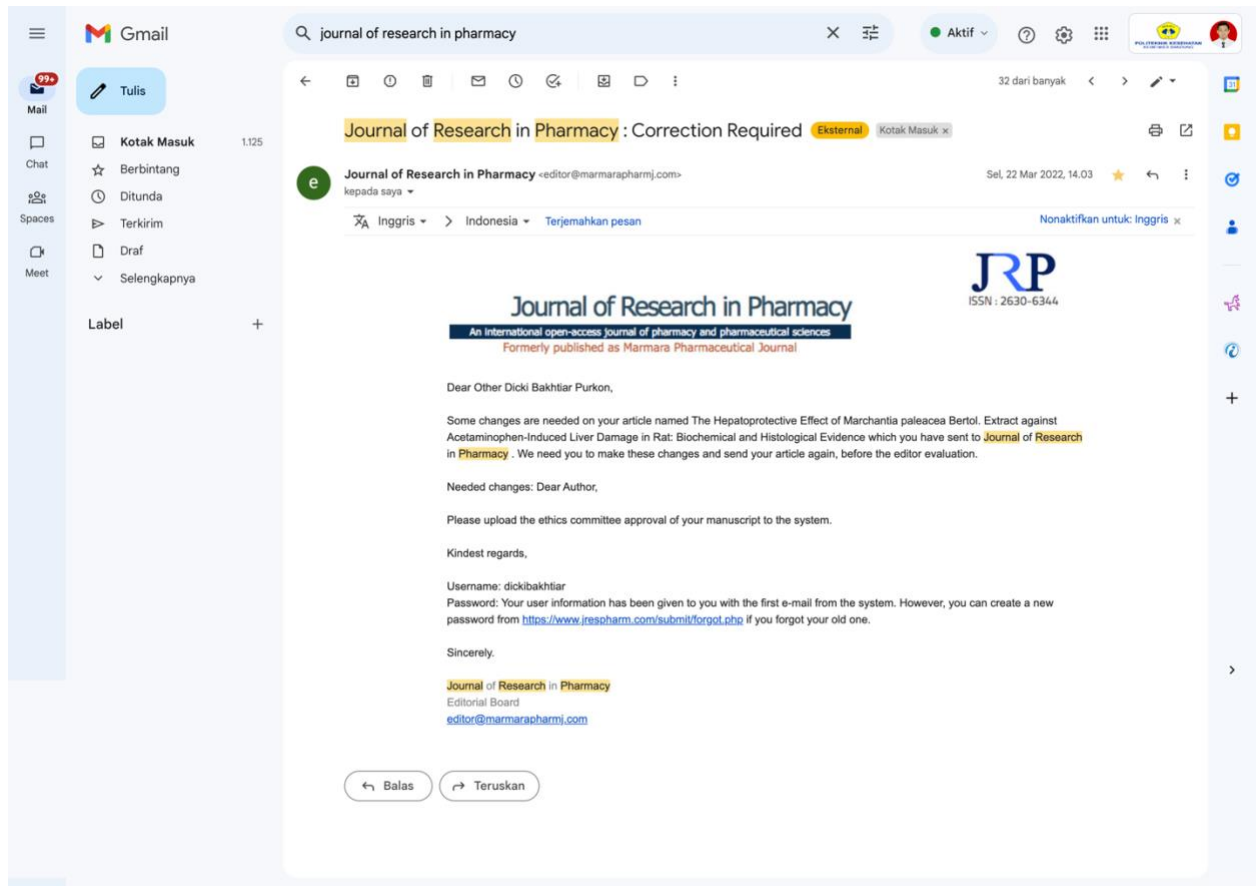 Gmail
journal of research in pharmacy
Aktif
99+
Mail
Chat
Spaces
Meet
Tulis
Kotak Masuk 1.125
Berbintang
Ditunda
Terkirim
Draf
Selengkapnya
Label
32 dari banyak
31
Journal of Research in Pharmacy : Correction Required Eksternal Kotak Masuk ×
e
Journal of Research in Pharmacy <editor@marmarapharmj.com>
Sel, 22 Mar 2022, 14.03
kepada saya
Inggris > Indonesia Terjemahkan pesan
Nonaktifkan untuk: Inggris ×
JRP
ISSN : 2630-6344
Journal of Research in Pharmacy
An international open-access journal of pharmacy and pharmaceutical sciences
Formerly published as Marmara Pharmaceutical Journal
Dear Other Dicki Bakhtiar Purkon,
Some changes are needed on your article named The Hepatoprotective Effect of Marchantia paleacea Bertol. Extract against
Acetaminophen-Induced Liver Damage in Rat: Biochemical and Histological Evidence which you have sent to Journal of Research
in Pharmacy . We need you to make these changes and send your article again, before the editor evaluation.
Needed changes: Dear Author,
Please upload the ethics committee approval of your manuscript to the system.
Kindest regards,
Username: dickibakhtiar
Password: Your user information has been given to you with the first e-mail from the system. However, you can create a new
password from https://www.jrespharm.com/submit/forgot.php if you forgot your old one.
Sincerely.
Journal of Research in Pharmacy
Editorial Board
editor@marmarapharmj.com
Balas
Teruskan